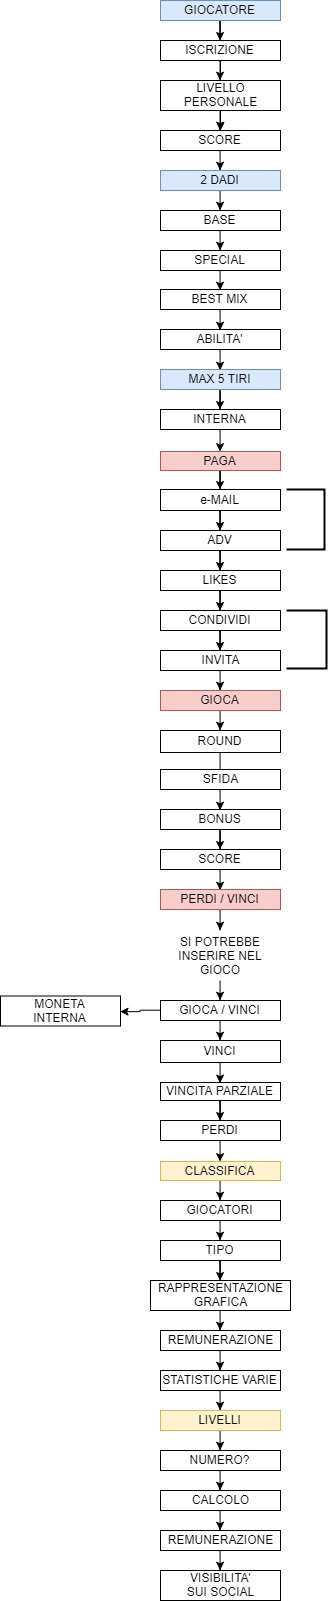 GIOCATORE
ISCRIZIONE
LIVELLO
PERSONALE
SCORE
2 DADI
BASE
SPECIAL
BEST MIX
ABILITA'
MAX 5 TIRI
INTERNA
PAGA
e-MAIL
ADV
LIKES
CONDIVIDI
INVITA
GIOCA
ROUND
SFIDA
BONUS
SCORE
PERDI / VINCI
SI POTREBBE
INSERIRE NEL
GIOCO
MONETA
INTERNA
GIOCA / VINCI
VINCI
VINCITA PARZIALE
PERDI
CLASSIFICA
GIOCATORI
TIPO
RAPPRESENTAZIONE
GRAFICA
REMUNERAZIONE
STATISTICHE VARIE
LIVELLI
NUMERO?
CALCOLO
REMUNERAZIONE
VISIBILITA'
SUI SOCIAL